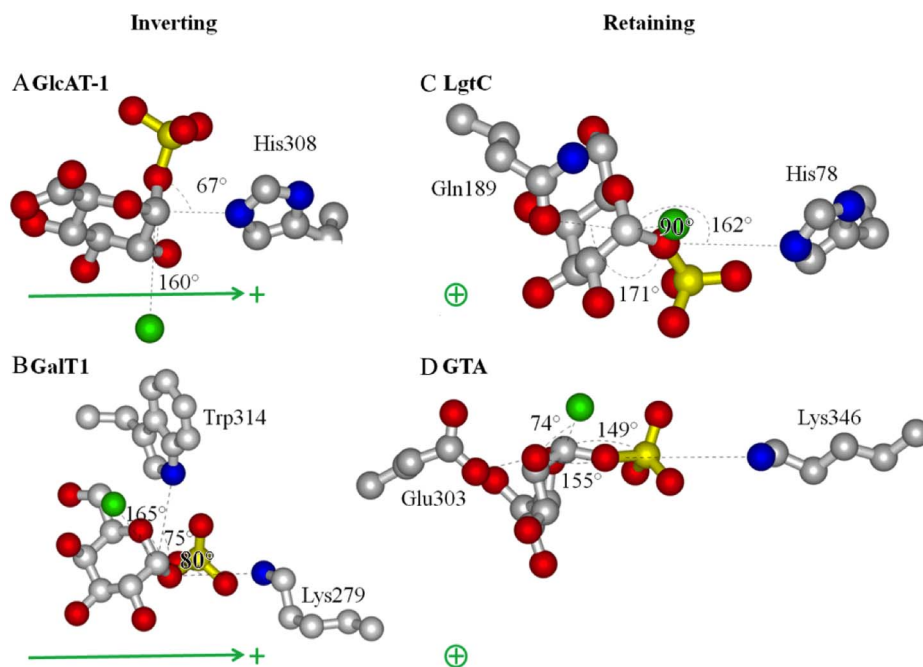 Inverting
Retaining
A GlcAT-1
His308
67°
160°
+
C LgtC
Gln189
His78
90°
162°
171°
+
B GalT1
Trp314
165°
75°
80°
Lys279
+
D GTA
74°
149°
Lys346
Glu303
155°
+